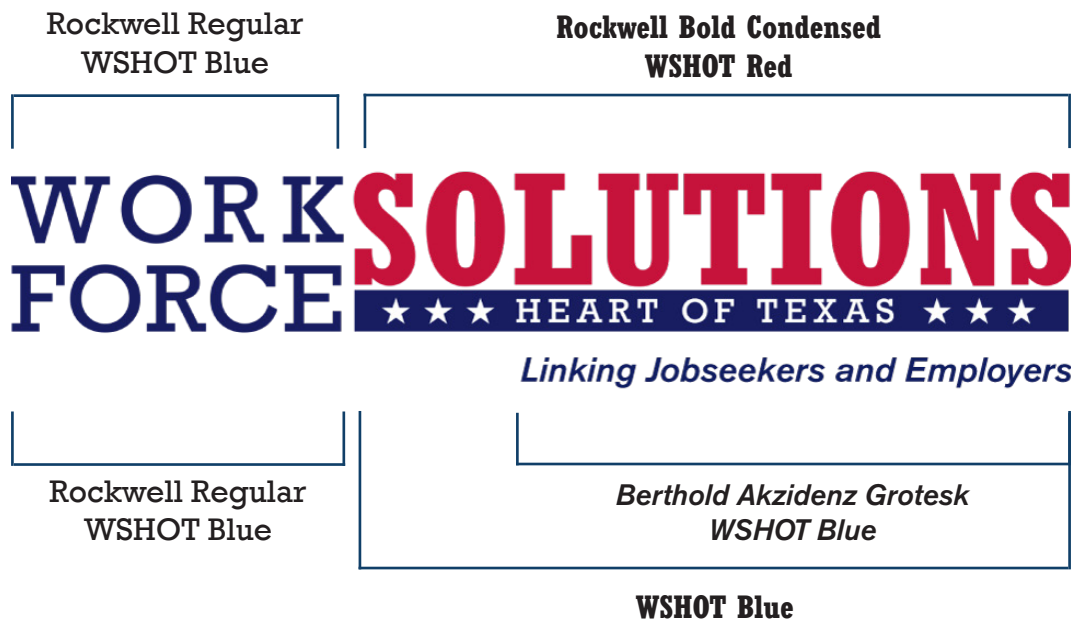 Rockwell Regular
WSHOT Blue
Rockwell Bold Condensed
WSHOT Red
WORK
FORCE
SOLUTIONS
★ ★ ★ HEART OF TEXAS ★ ★ ★
Linking Jobseekers and Employers
Rockwell Regular
WSHOT Blue
Berthold Akzidenz Grotesk
WSHOT Blue
WSHOT Blue